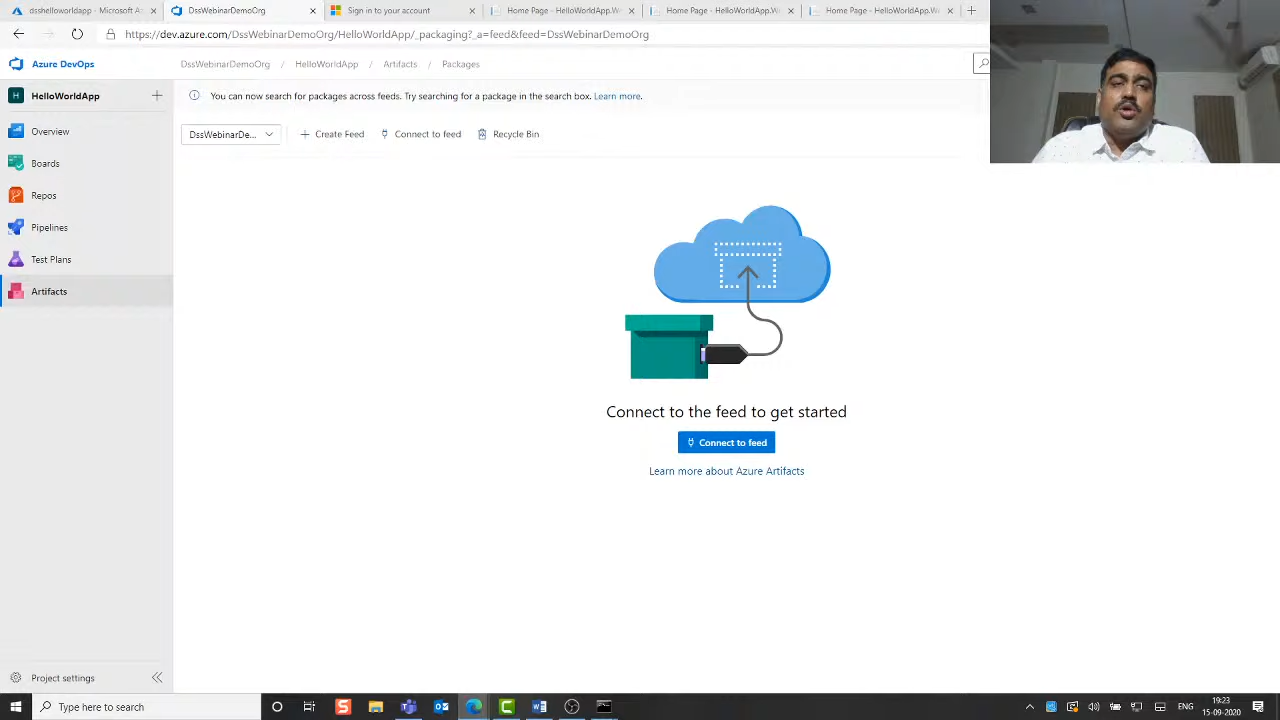 dsshelloworldapp - Microsoft A
DssWebinarDemoOrg
Sign in to your account
Home Page - HelloWorldApp.W
Home Page - HelloWorldApp.W
Home Page - HelloWorldApp.W
https://dev.azure.com/DssWebinarDemoOrg/HelloWorldApp/_packaging?_a=feed&feed=DssWebinarDemoOrg
Azure DevOps
DssWebinarDemoOrg / HelloWorldApp / Artifacts / Packages
H HelloWorldApp
You can now search for packages across feeds. Try searching for a package in the search box. Learn more.
DssWebinarDe...
Create Feed
Connect to feed
Recycle Bin
Overview
Boards
Repos
Pipelines
Test Plans
Artifacts
Connect to the feed to get started
Connect to feed
Learn more about Azure Artifacts
Project settings
Type here to search
ENG
19:23
15-09-2020